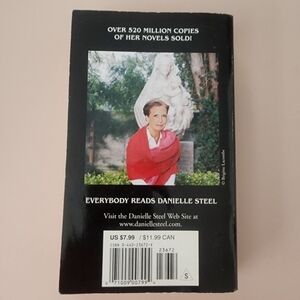 OVER 520 MILLION COPIES
OF HER NOVELS SOLD!
EVERYBODY READS DANIELLE STEEL
Visit the Danielle Steel Web Site at
www.daniellesteel.com
US $7.99 / $11.99 CAN
23672
S